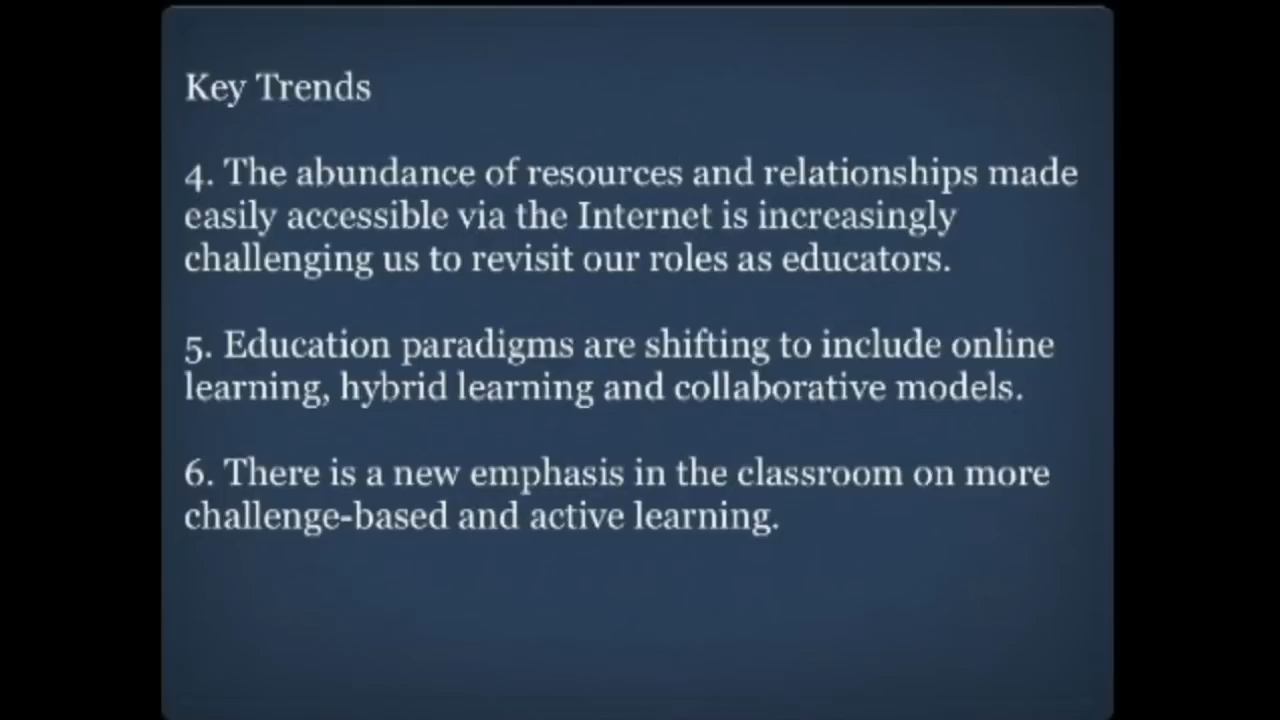 Key Trends
4. The abundance of resources and relationships made
easily accessible via the Internet is increasingly
challenging us to revisit our roles as educators.
5. Education paradigms are shifting to include online
learning, hybrid learning and collaborative models.
6. There is a new emphasis in the classroom on more
challenge-based and active learning.